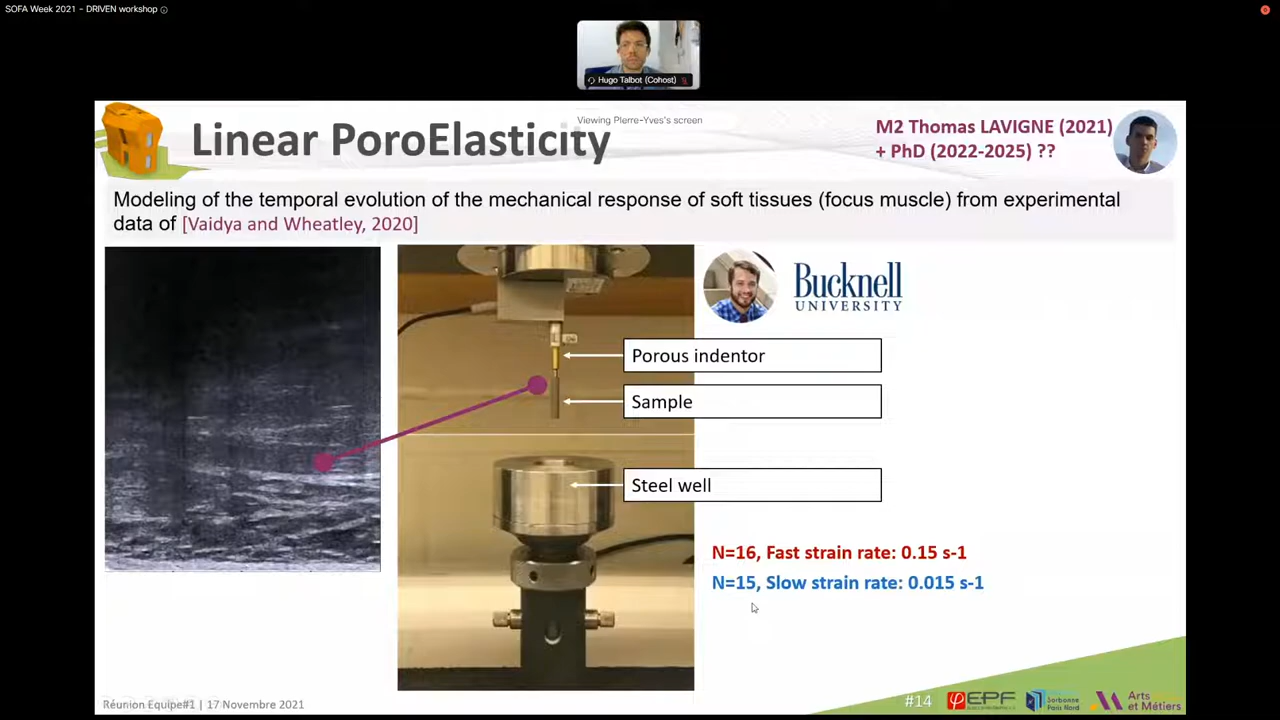 SOFA Week 2021 - DRIVEN workshop
Hugo Talbot (Cohost)
Viewing Pierre-Yves's screen
Linear PoroElasticity
M2 Thomas LAVIGNE (2021)
+ PhD (2022-2025) ??
Modeling of the temporal evolution of the mechanical response of soft tissues (focus muscle) from experimental
data of [Vaidya and Wheatley, 2020]
Bucknell
UNIVERSITY
Porous indentor
Sample
Steel well
N=16, Fast strain rate: 0.15 s-1
N=15, Slow strain rate: 0.015 s-1
Réunion Equipe#1 | 17 Novembre 2021
#14
EPF
Sorbonne
Paris Nord
Arts
et Métiers